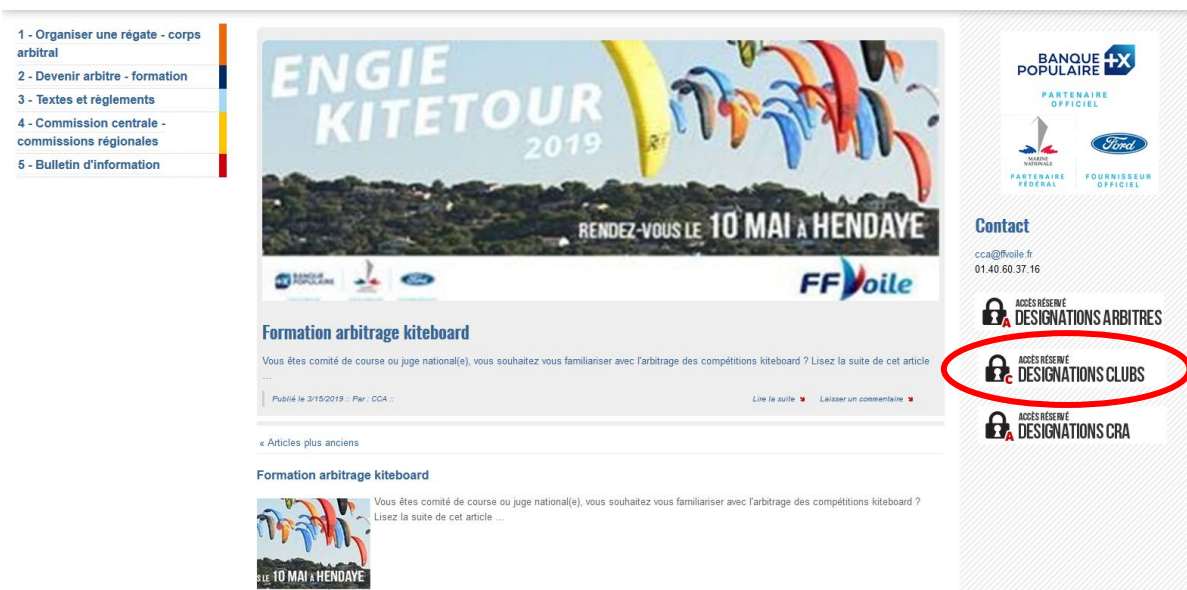 1 - Organiser une régate - corps
arbitral
2 - Devenir arbitre - formation
3 - Textes et règlements
4 - Commission centrale -
commissions régionales
5 - Bulletin d'information
ENGIE
KITETOUR
2019
RENDEZ-VOUS LE 10 MAI A HENDAYE
BANQUE
POPULAIRE
Ford
FFVoile
Formation arbitrage kiteboard
Vous êtes comité de course ou juge national(e), vous souhaitez vous familiariser avec l'arbitrage des compétitions kiteboard ? Lisez la suite de cet article
...
Publié le 3/15/2019 :: Par : CCA ::
Lire la suite
Laisser un commentaire
« Articles plus anciens
Formation arbitrage kiteboard
Vous êtes comité de course ou juge national(e), vous souhaitez vous familiariser avec l'arbitrage des compétitions kiteboard ?
Lisez la suite de cet article ...
S LE 10 MAI A HENDAYE
BANQUE
POPULAIRE
PARTENAIRE
OFFICIEL
MARINE
NATIONALE
Ford
PARTENAIRE
FÉDÉRAL
FOURNISSEUR
OFFICIEL
Contact
cca@ffvoile.fr
01.40.60.37.16
A
ACCÈS RÉSERVÉ
DESIGNATIONS ARBITRES
C
ACCÈS RÉSERVÉ
DESIGNATIONS CLUBS
A
ACCÈS RÉSERVÉ
DESIGNATIONS CRA